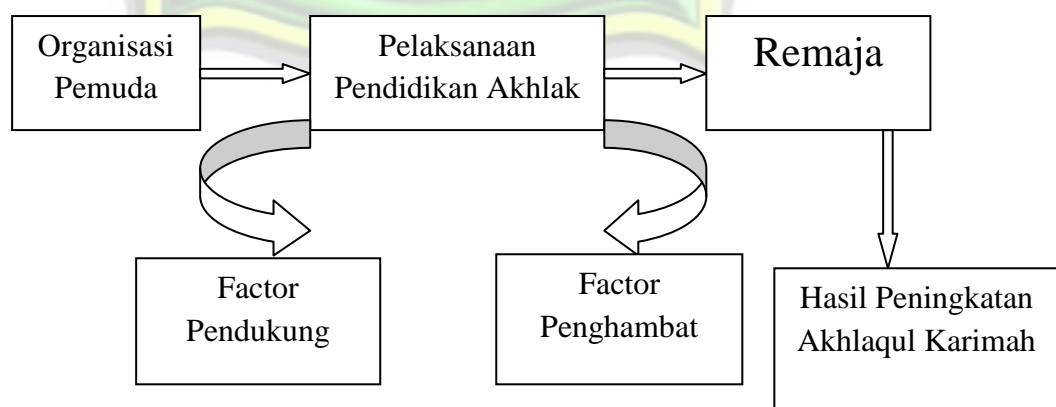 Organisasi
Pemuda
Pelaksanaan
Pendidikan Akhlak
Remaja
Factor
Pendukung
Factor
Penghambat
Hasil Peningkatan
Akhlaqul Karimah